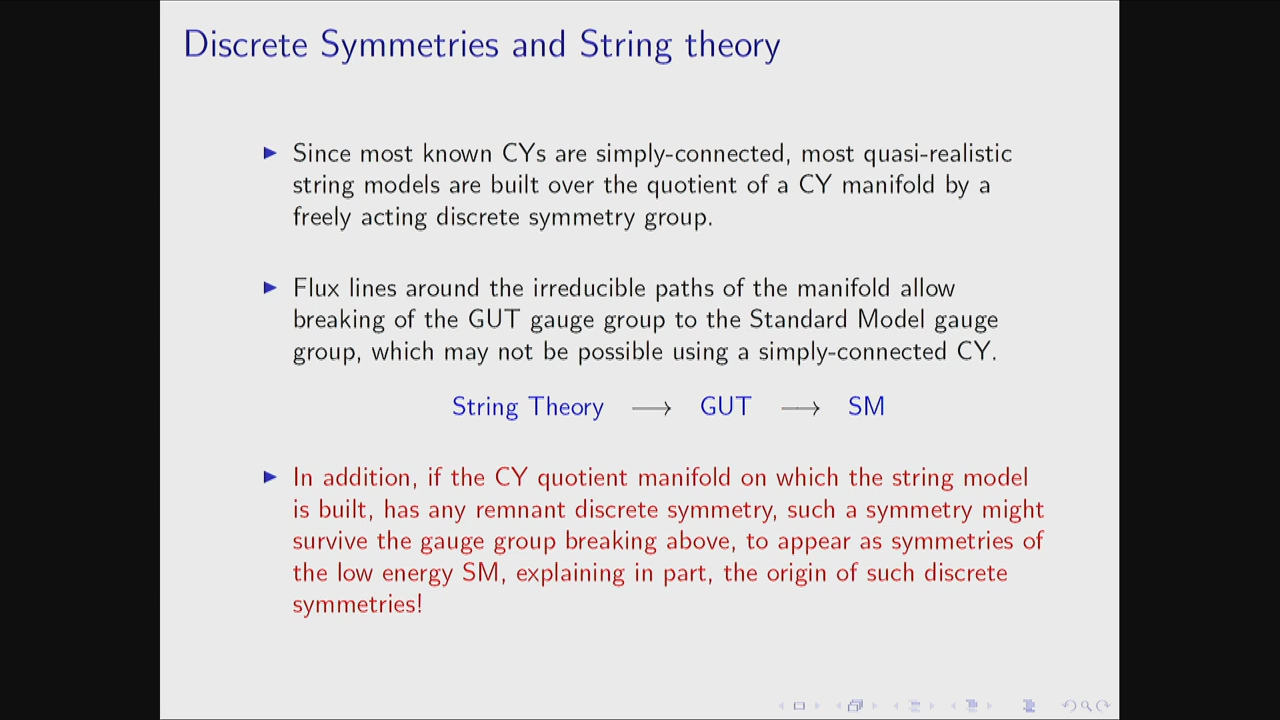 Discrete Symmetries and String theory
Since most known CYs are simply-connected, most quasi-realistic
string models are built over the quotient of a CY manifold by a
freely acting discrete symmetry group.
Flux lines around the irreducible paths of the manifold allow
breaking of the GUT gauge group to the Standard Model gauge
group, which may not be possible using a simply-connected CY.
String Theory ⟶ GUT ⟶ SM
In addition, if the CY quotient manifold on which the string model
is built, has any remnant discrete symmetry, such a symmetry might
survive the gauge group breaking above, to appear as symmetries of
the low energy SM, explaining in part, the origin of such discrete
symmetries!